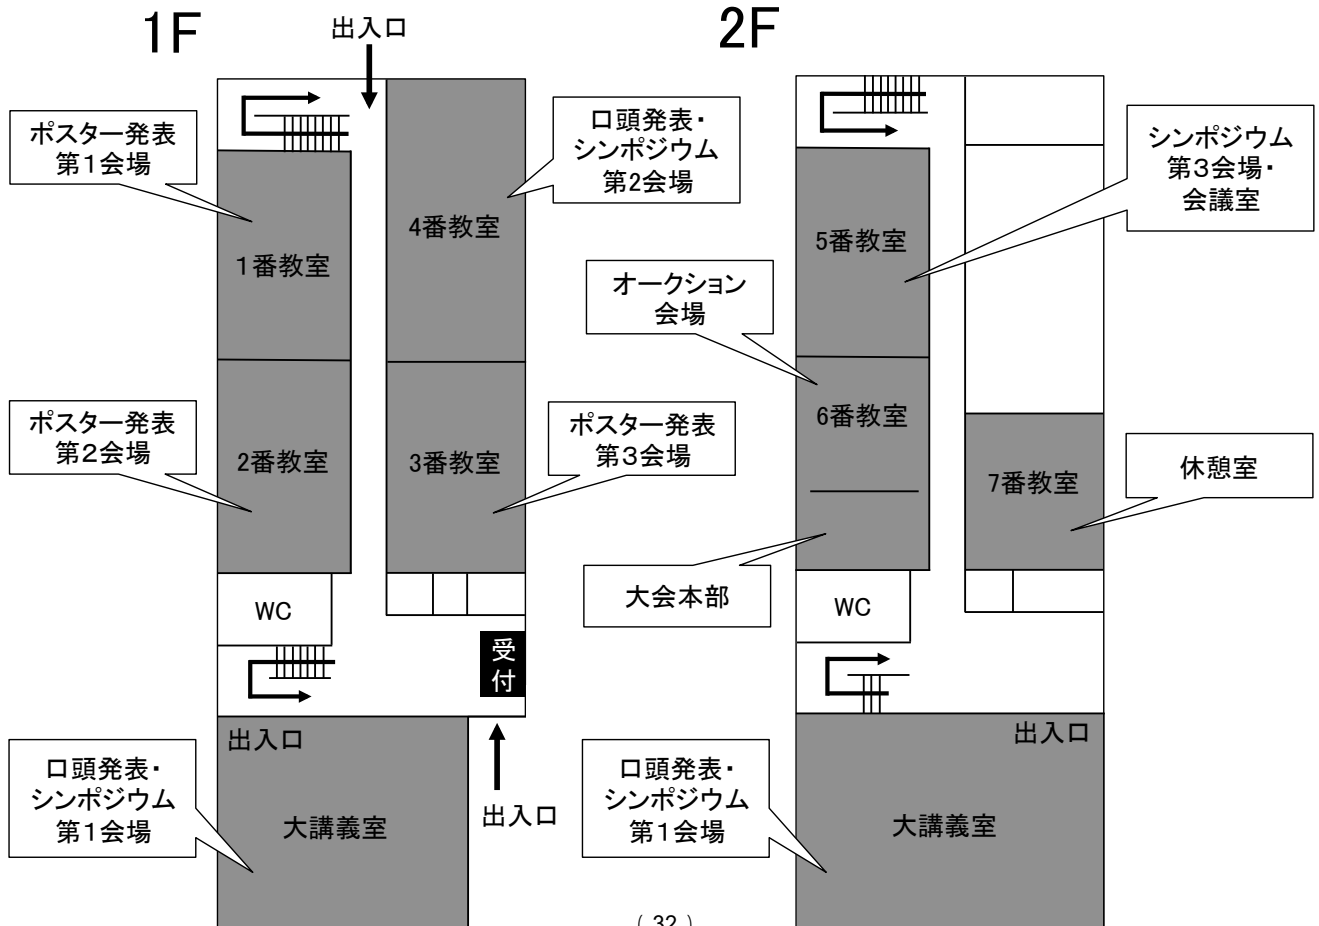 1F
出入口
ポスター発表
第1会場
口頭発表・
シンポジウム
第2会場
4番教室
１番教室
ポスター発表
第２会場
2番教室
3番教室
ポスター発表
第３会場
WC
受
付
出入口
口頭発表・
シンポジウム
第１会場
大講義室
出入口
2F
シンポジウム
第３会場・
会議室
5番教室
オークション
会場
6番教室
7番教室
休憩室
大会本部
WC
出入口
口頭発表・
シンポジウム
第１会場
大講義室
( 32 )